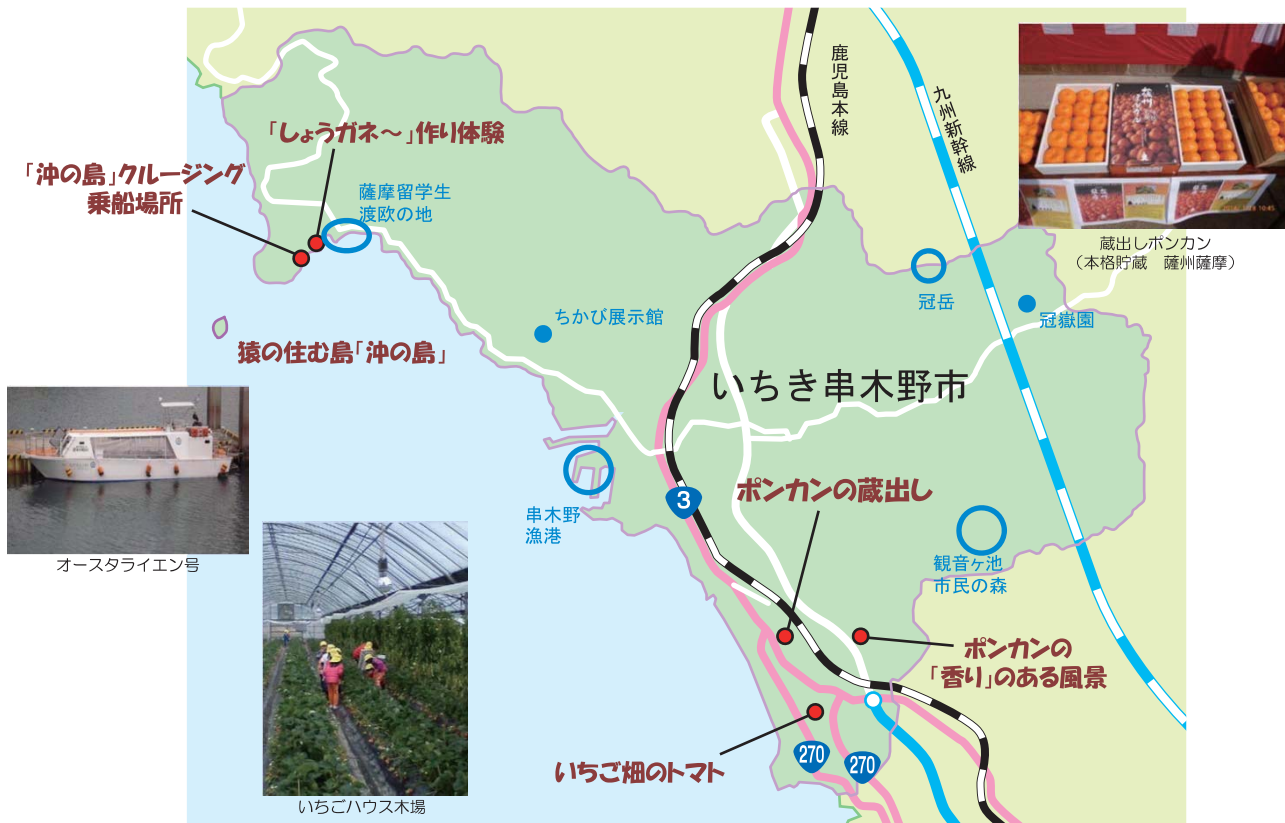 鹿児島本線
九州新幹線
「しょうガネ～」作り体験
「沖の島」クルージング
乗船場所
薩摩留学生
渡欧の地
蔵出しポンカン
（本格貯蔵　薩州薩摩）
冠岳
冠嶽園
ちかび展示館
猿の住む島「沖の島」
いちき串木野市
オースタライエン号
串木野
漁港
3
ポンカンの蔵出し
観音ヶ池
市民の森
ポンカンの
「香り」のある風景
いちご畑のトマト
270
270
いちごハウス木場